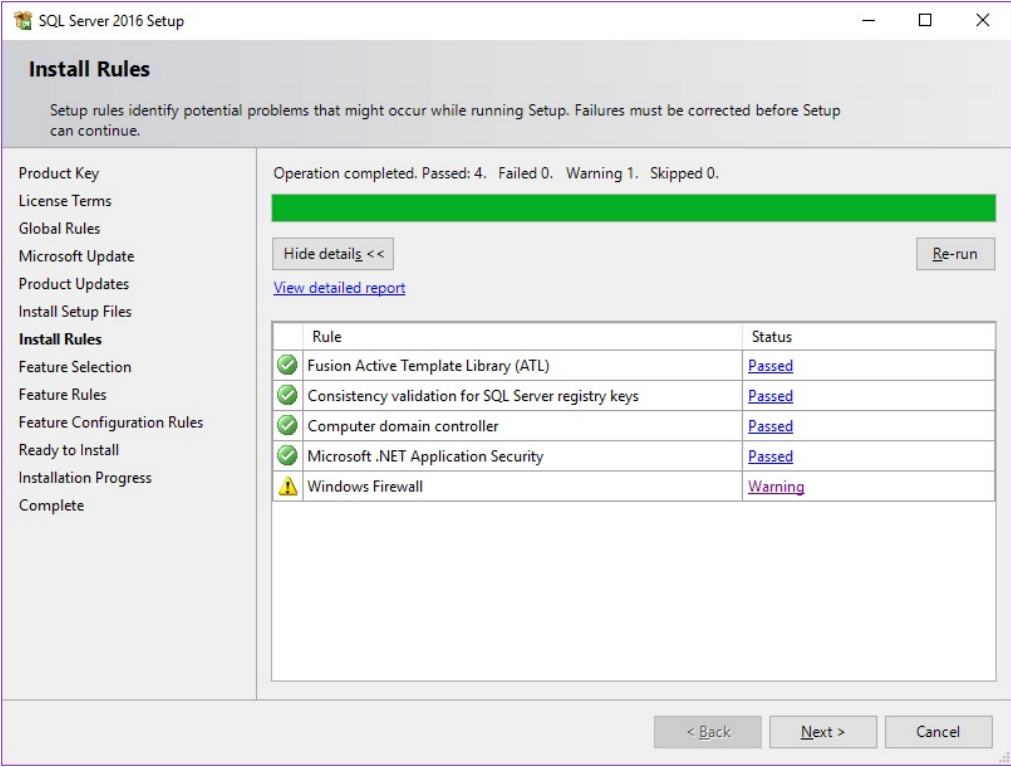 SQL Server 2016 Setup
Install Rules
Setup rules identify potential problems that might occur while running Setup. Failures must be corrected before Setup
can continue.
Product Key
License Terms
Global Rules
Microsoft Update
Product Updates
Install Setup Files
Install Rules
Feature Selection
Feature Rules
Feature Configuration Rules
Ready to Install
Installation Progress
Complete
Operation completed. Passed: 4.   Failed 0.   Warning 1.   Skipped 0.
Hide details <<
Re-run
View detailed report
Rule Status
Fusion Active Template Library (ATL) Passed
Consistency validation for SQL Server registry keys Passed
Computer domain controller Passed
Microsoft .NET Application Security Passed
Windows Firewall Warning
< Back Next > Cancel